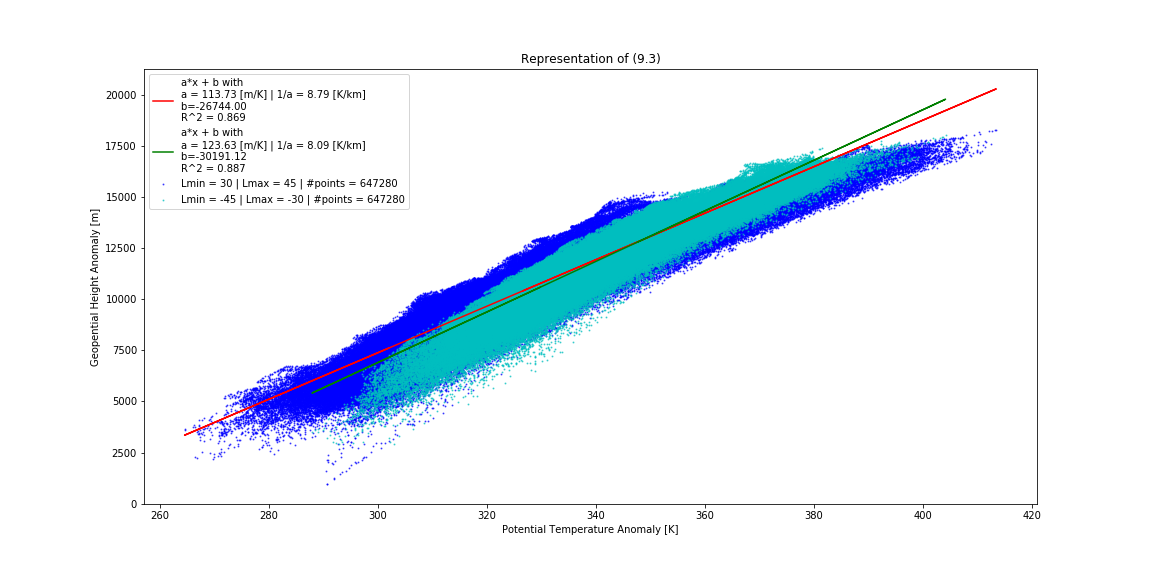 Representation of (9.3)
a*x + b with
a = 113.73 [m/K] | 1/a = 8.79 [K/km]
b=-26744.00
R^2 = 0.869
a*x + b with
a = 123.63 [m/K] | 1/a = 8.09 [K/km]
b=-30191.12
R^2 = 0.887
Lmin = 30 | Lmax = 45 | #points = 647280
Lmin = -45 | Lmax = -30 | #points = 647280
Geopential Height Anomaly [m]
20000
17500
15000
12500
10000
7500
5000
2500
0
260 280 300 320 340 360 380 400 420
Potential Temperature Anomaly [K]